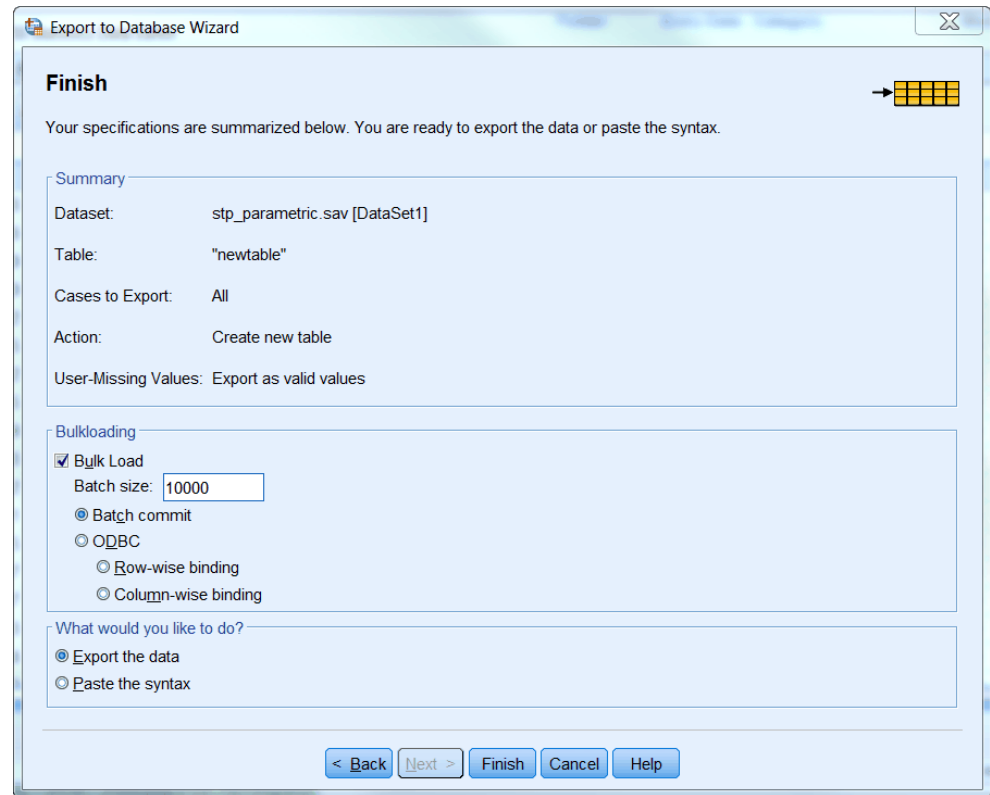 Export to Database Wizard
Finish
Your specifications are summarized below. You are ready to export the data or paste the syntax.
Summary
Dataset: stp_parametric.sav [DataSet1]
Table: "newtable"
Cases to Export: All
Action: Create new table
User-Missing Values: Export as valid values
Bulkloading
Bulk Load
Batch size: 10000
Batch commit
ODBC
Row-wise binding
Column-wise binding
What would you like to do?
Export the data
Paste the syntax
< Back Next > Finish Cancel Help